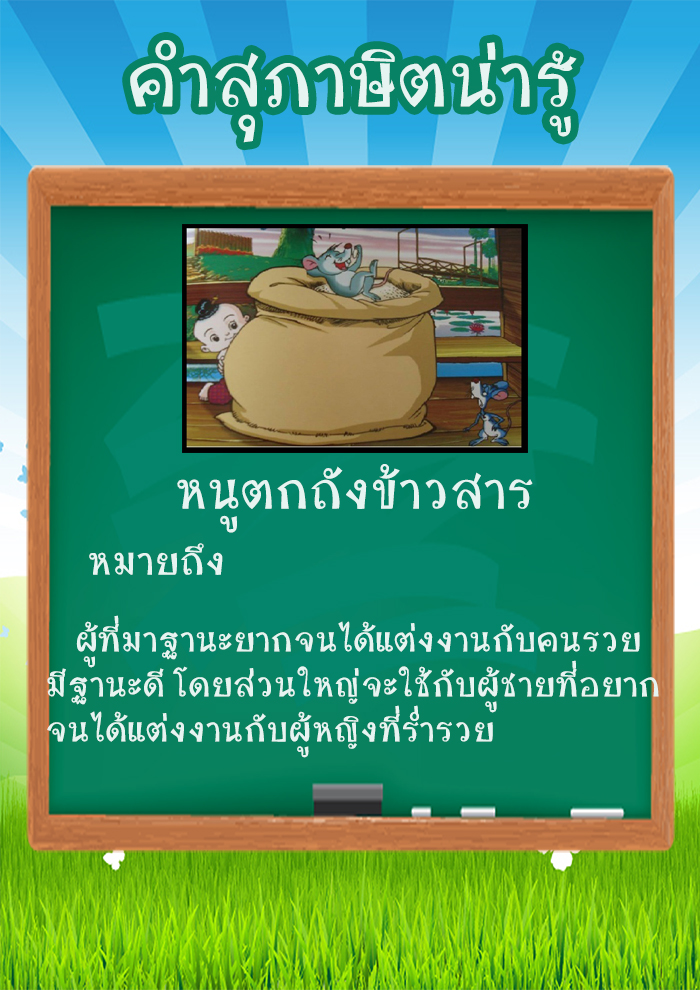 คำสุภาษิตน่ารู้
หนูตกถังข้าวสาร
หมายถึง
ผู้ที่มาฐานะยากจนได้แต่งงานกับคนรวย
มีฐานะดี โดยส่วนใหญ่จะใช้กับผู้ชายที่อยาก
จนได้แต่งงานกับผู้หญิงที่ร่ำรวย